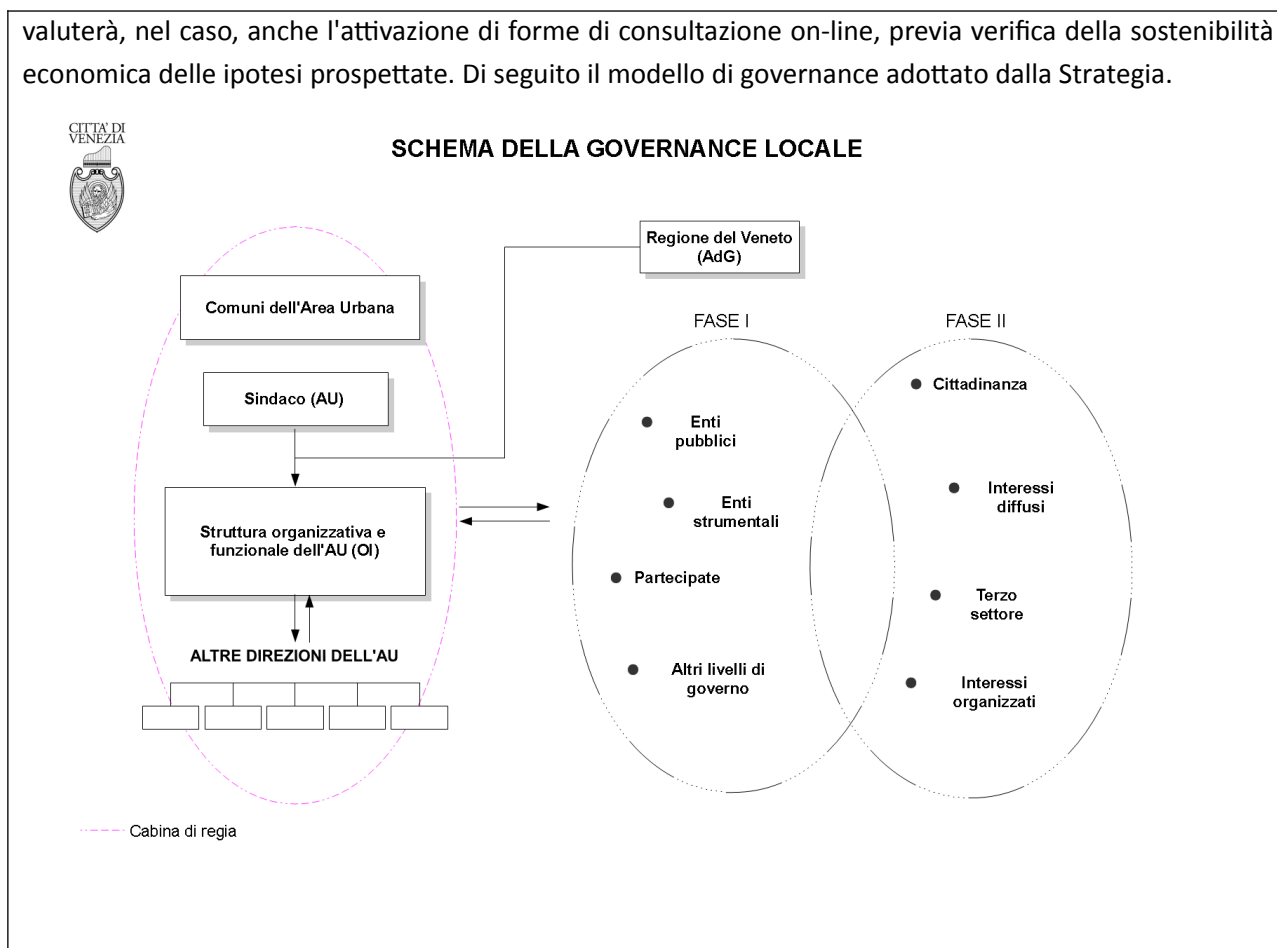 valuterà, nel caso, anche l'attivazione di forme di consultazione on-line, previa verifica della sostenibilità
economica delle ipotesi prospettate. Di seguito il modello di governance adottato dalla Strategia.
CITTA' DI
VENEZIA
SCHEMA DELLA GOVERNANCE LOCALE
Regione del Veneto
(AdG)
Comuni dell'Area Urbana
Sindaco (AU)
Struttura organizzativa e
funzionale dell'AU (OI)
ALTRE DIREZIONI DELL'AU
FASE I
Enti
pubblici
Enti
strumentali
Partecipate
Altri livelli di
governo
FASE II
Cittadinanza
Interessi
diffusi
Terzo
settore
Interessi
organizzati
Cabina di regia